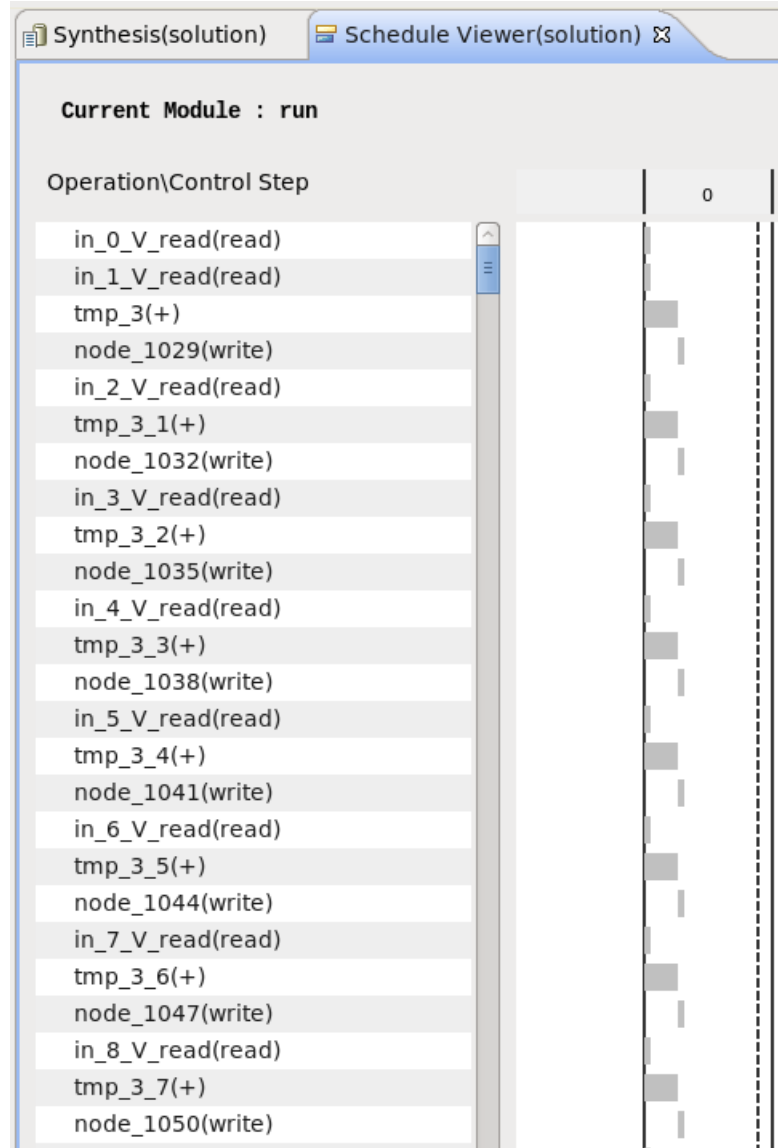 Synthesis(solution) Schedule Viewer(solution)
Current Module : run
Operation\Control Step
0
in_0_V_read(read)
in_1_V_read(read)
tmp_3(+)
node_1029(write)
in_2_V_read(read)
tmp_3_1(+)
node_1032(write)
in_3_V_read(read)
tmp_3_2(+)
node_1035(write)
in_4_V_read(read)
tmp_3_3(+)
node_1038(write)
in_5_V_read(read)
tmp_3_4(+)
node_1041(write)
in_6_V_read(read)
tmp_3_5(+)
node_1044(write)
in_7_V_read(read)
tmp_3_6(+)
node_1047(write)
in_8_V_read(read)
tmp_3_7(+)
node_1050(write)